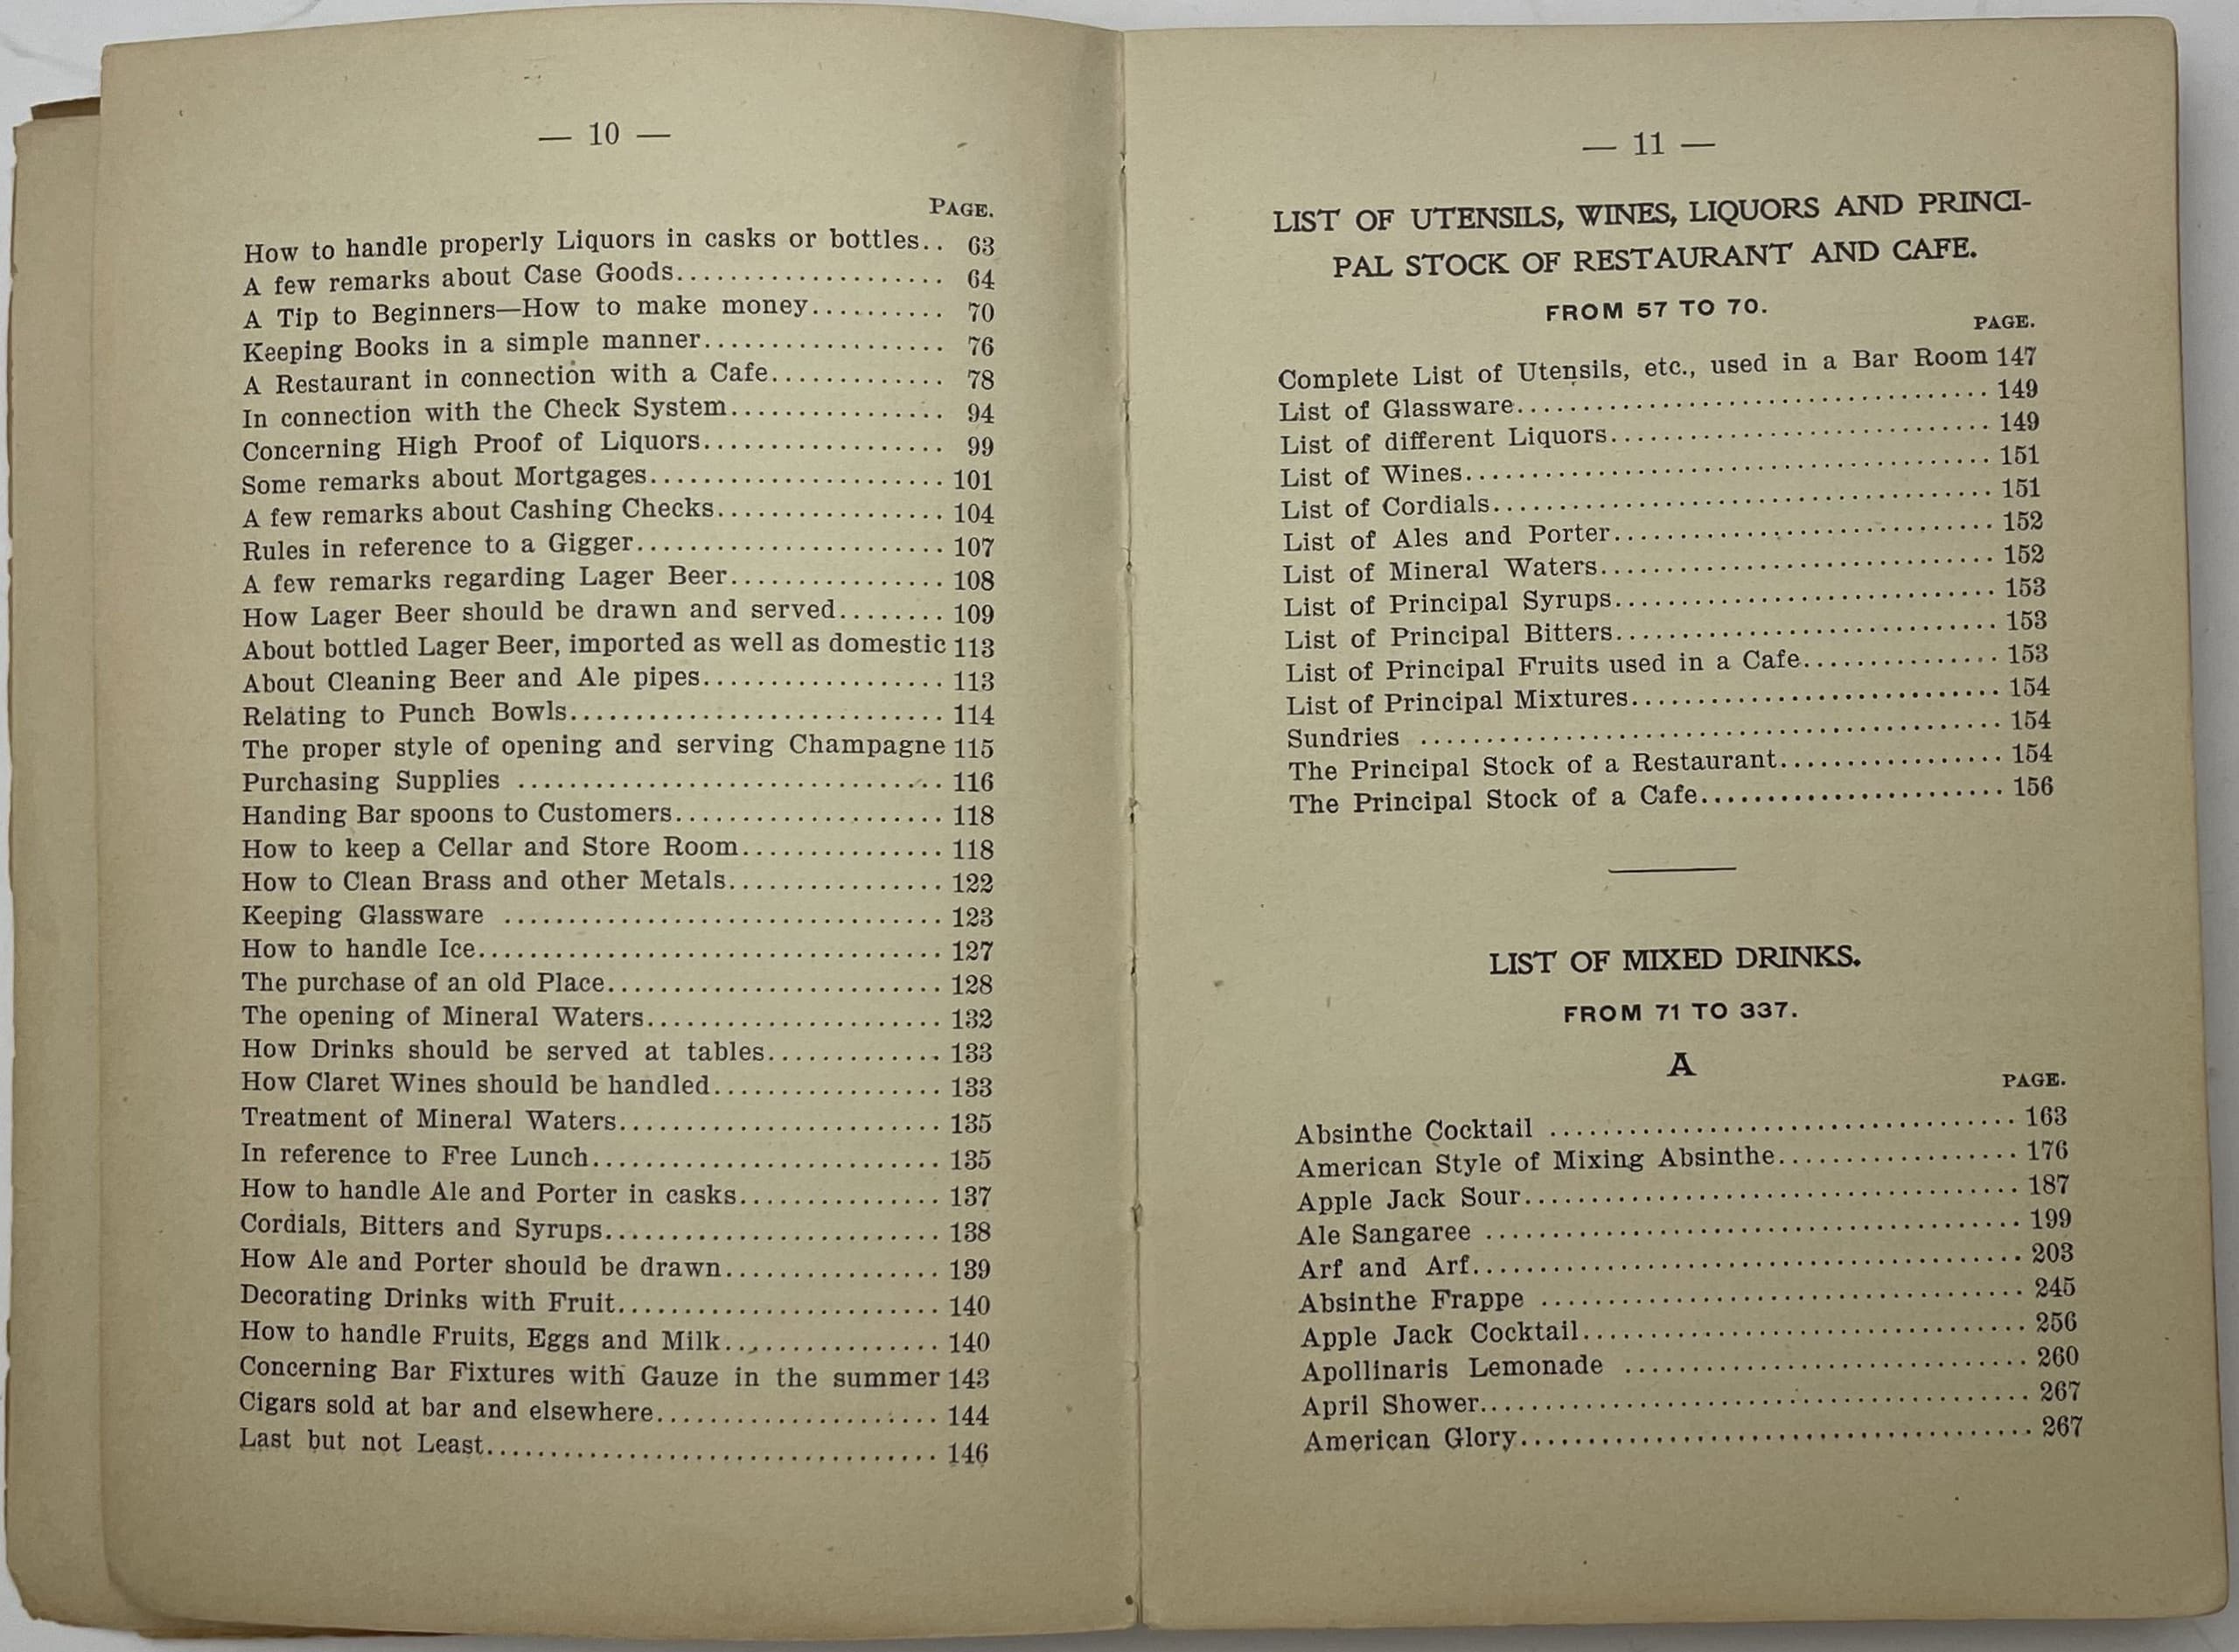 — 10 —
PAGE.
How to handle properly Liquors in casks or bottles.. 63
A few remarks about Case Goods.................... 64
A Tip to Beginners—How to make money.......... 70
Keeping Books in a simple manner.................. 76
A Restaurant in connection with a Cafe............. 78
In connection with the Check System................ 94
Concerning High Proof of Liquors.................. 99
Some remarks about Mortgages...................... 101
A few remarks about Cashing Checks................. 104
Rules in reference to a Gigger....................... 107
A few remarks regarding Lager Beer................ 108
How Lager Beer should be drawn and served........ 109
About bottled Lager Beer, imported as well as domestic 113
About Cleaning Beer and Ale pipes.................. 113
Relating to Punch Bowls............................ 114
The proper style of opening and serving Champagne 115
Purchasing Supplies ................................ 116
Handing Bar spoons to Customers.................... 118
How to keep a Cellar and Store Room............... 118
How to Clean Brass and other Metals................ 122
Keeping Glassware ................................. 123
How to handle Ice................................... 127
The purchase of an old Place......................... 128
The opening of Mineral Waters...................... 132
How Drinks should be served at tables............. 133
How Claret Wines should be handled................. 133
Treatment of Mineral Waters........................ 135
In reference to Free Lunch.......................... 135
How to handle Ale and Porter in casks............... 137
Cordials, Bitters and Syrups......................... 138
How Ale and Porter should be drawn................ 139
Decorating Drinks with Fruit........................ 140
How to handle Fruits, Eggs and Milk................ 140
Concerning Bar Fixtures with Gauze in the summer 143
Cigars sold at bar and elsewhere..................... 144
Last but not Least.................................. 146
— 11 —
LIST OF UTENSILS, WINES, LIQUORS AND PRINCI-
PAL STOCK OF RESTAURANT AND CAFE.
FROM 57 TO 70.
PAGE.
Complete List of Utensils, etc., used in a Bar Room 147
List of Glassware.................................... 149
List of different Liquors............................. 149
List of Wines........................................ 151
List of Cordials...................................... 151
List of Ales and Porter............................. 152
List of Mineral Waters.............................. 152
List of Principal Syrups............................. 153
List of Principal Bitters............................. 153
List of Principal Fruits used in a Cafe............... 153
List of Principal Mixtures............................ 154
Sundries ............................................ 154
The Principal Stock of a Restaurant................. 154
The Principal Stock of a Cafe....................... 156
LIST OF MIXED DRINKS.
FROM 71 TO 337.
A
PAGE.
Absinthe Cocktail ................................... 163
American Style of Mixing Absinthe.................. 176
Apple Jack Sour...................................... 187
Ale Sangaree ........................................ 199
Arf and Arf.......................................... 203
Absinthe Frappe .................................... 245
Apple Jack Cocktail.................................. 256
Apollinaris Lemonade ............................... 260
April Shower......................................... 267
American Glory...................................... 267